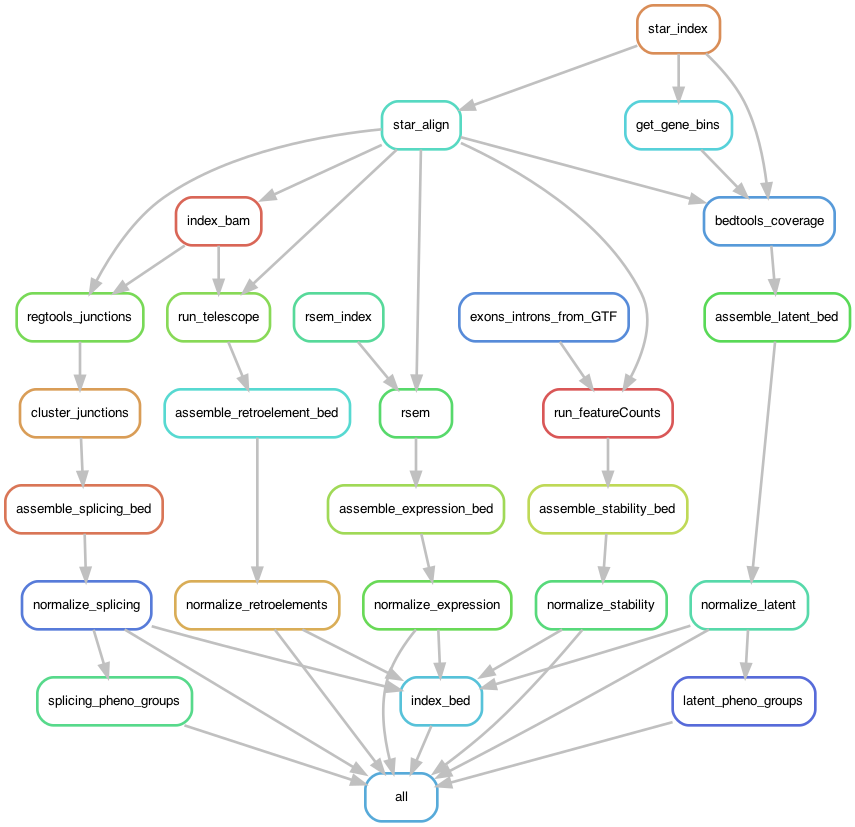 star_index
star_align
get_gene_bins
index_bam
bedtools_coverage
regtools_junctions
run_telescope
rsem_index
exons_introns_from_GTF
assemble_latent_bed
cluster_junctions
assemble_retroelement_bed
rsem
run_featureCounts
assemble_splicing_bed
assemble_expression_bed
assemble_stability_bed
normalize_splicing
normalize_retroelements
normalize_expression
normalize_stability
normalize_latent
splicing_pheno_groups
index_bed
latent_pheno_groups
all